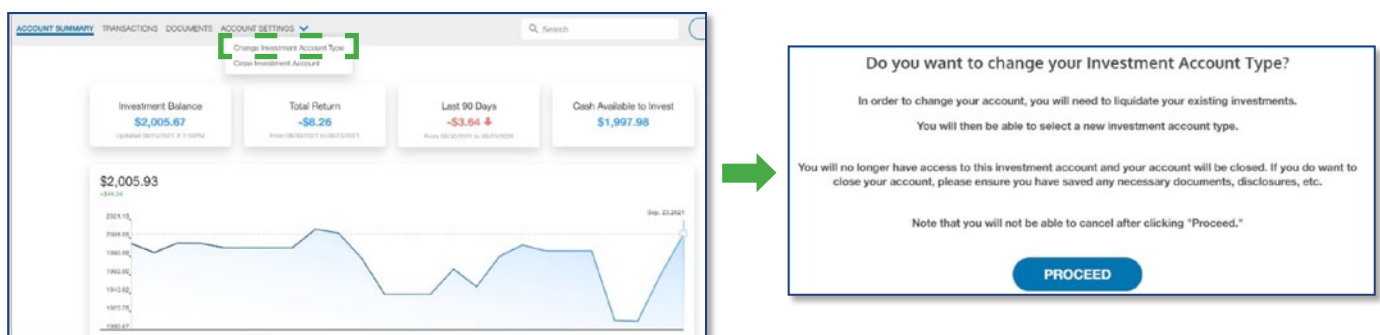 ACCOUNT SUMMARY TRANSACTIONS DOCUMENTS ACCOUNT SETTINGS
Search
Change Investment Account Type
Close Investment Account
Investment Balance
$2,005.67
Total Return
-$8.26
Last 90 Days
-$3.64
Cash Available to Invest
$1,997.98
$2,005.93
Sep. 23,2021
Do you want to change your Investment Account Type?
In order to change your account, you will need to liquidate your existing investments.
You will then be able to select a new investment account type.
You will no longer have access to this investment account and your account will be closed. If you do want to
close your account, please ensure you have saved any necessary documents, disclosures, etc.
Note that you will not be able to cancel after clicking "Proceed."
PROCEED